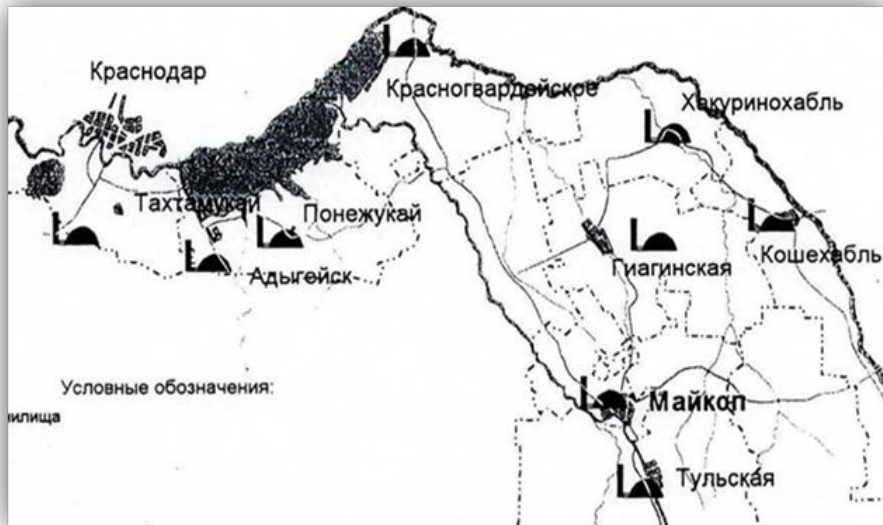 Краснодар
Красногвардейское
Хакуринохабль
Тахтамукай
Понежукай
Адыгейск
Гиагинская
Кошехабль
Условные обозначения:
Майкоп
Тульская